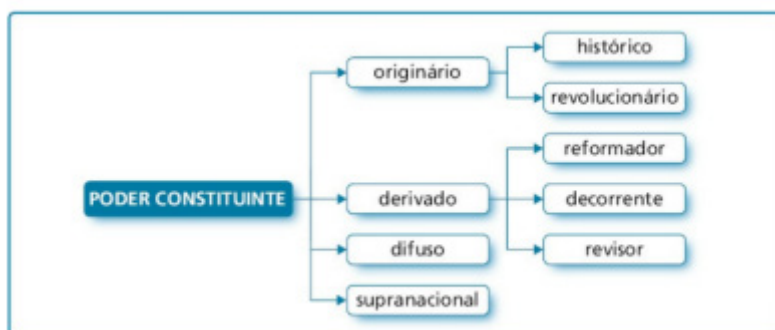 PODER CONSTITUINTE
originário
histórico
revolucionário
derivado
reformador
decorrente
revisor
difuso
supranacional